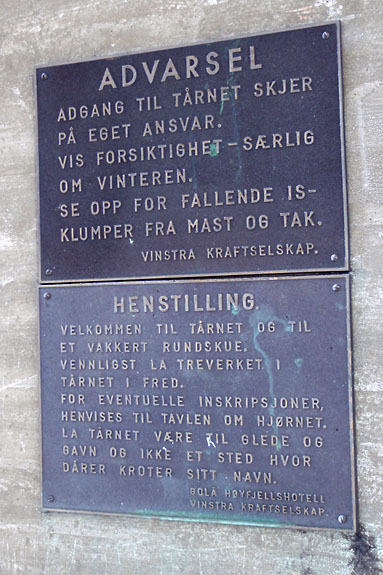 ADVARSEL
ADGANG TIL TÅRNET SKJER
PÅ EGET ANSVAR.
VIS FORSIKTIGHET - SÆRLIG
OM VINTEREN.
SE OPP FOR FALLENDE IS-
KLUMPER FRA MAST OG TAK.
VINSTRA KRAFTSELSKAP.
HENSTILLING.
VELKOMMEN TIL TÅRNET OG TIL
ET VAKKERT RUNDSKUE.
VENNLIGST LA TREVERKET I
TÅRNET I FRED.
FOR EVENTUELLE INSKRIPSJONER,
HENVISES TIL TAVLEN OM HJØRNET.
LA TÅRNET VÆRE TIL GLEDE OG
GAVN OG IKKE ET STED HVOR
DÅRER KROTER SITT NAVN.
GOLÅ HØYFJELLSHOTELL
VINSTRA KRAFTSELSKAP.